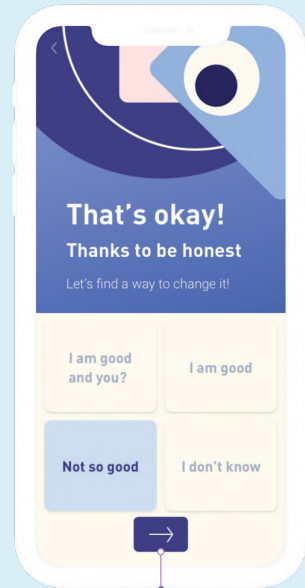 That's okay!
Thanks to be honest
Let's find a way to change it!
I am good
and you?
I am good
Not so good
I don't know